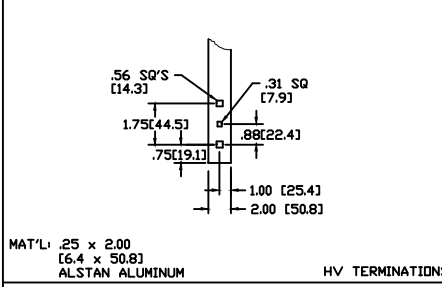 .56 SQ'S
[14.3]
.31 SQ
[7.9]
1.75[44.5]
.88[22.4]
.75[19.1]
1.00 [25.4]
2.00 [50.8]
MAT'L: .25 x 2.00
[6.4 x 50.8]
ALSTAN ALUMINUM
HV TERMINATION